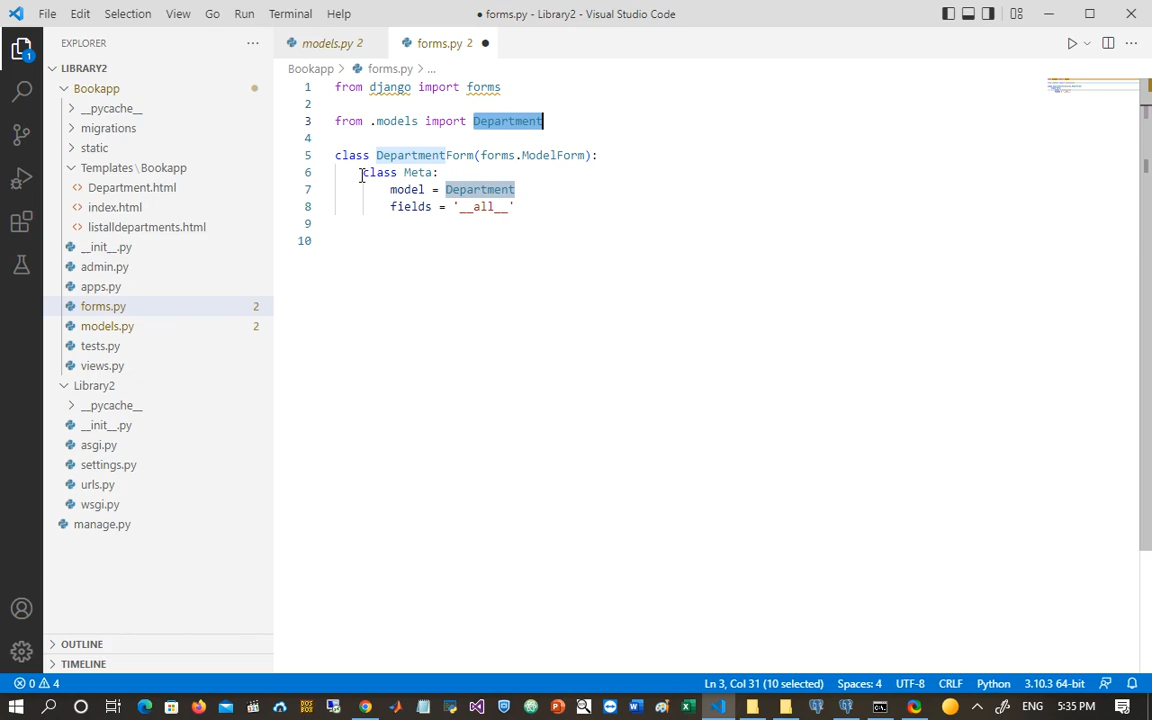 File Edit Selection View Go Run Terminal Help
● forms.py - Library2 - Visual Studio Code
EXPLORER
LIBRARY2
Bookapp
__pycache__
migrations
static
Templates \ Bookapp
Department.html
index.html
listalldepartments.html
__init__.py
admin.py
apps.py
forms.py 2
models.py 2
tests.py
views.py
Library2
__pycache__
__init__.py
asgi.py
settings.py
urls.py
wsgi.py
manage.py
OUTLINE
TIMELINE
models.py 2
forms.py 2 ●
Bookapp > forms.py > ...
1 from django import forms
2
3 from .models import Department
4
5 class DepartmentForm(forms.ModelForm):
6 class Meta:
7 model = Department
8 fields = '__all__'
9
10
1
0 4
Ln 3, Col 31 (10 selected) Spaces: 4 UTF-8 CRLF Python 3.10.3 64-bit
ENG 5:35 PM